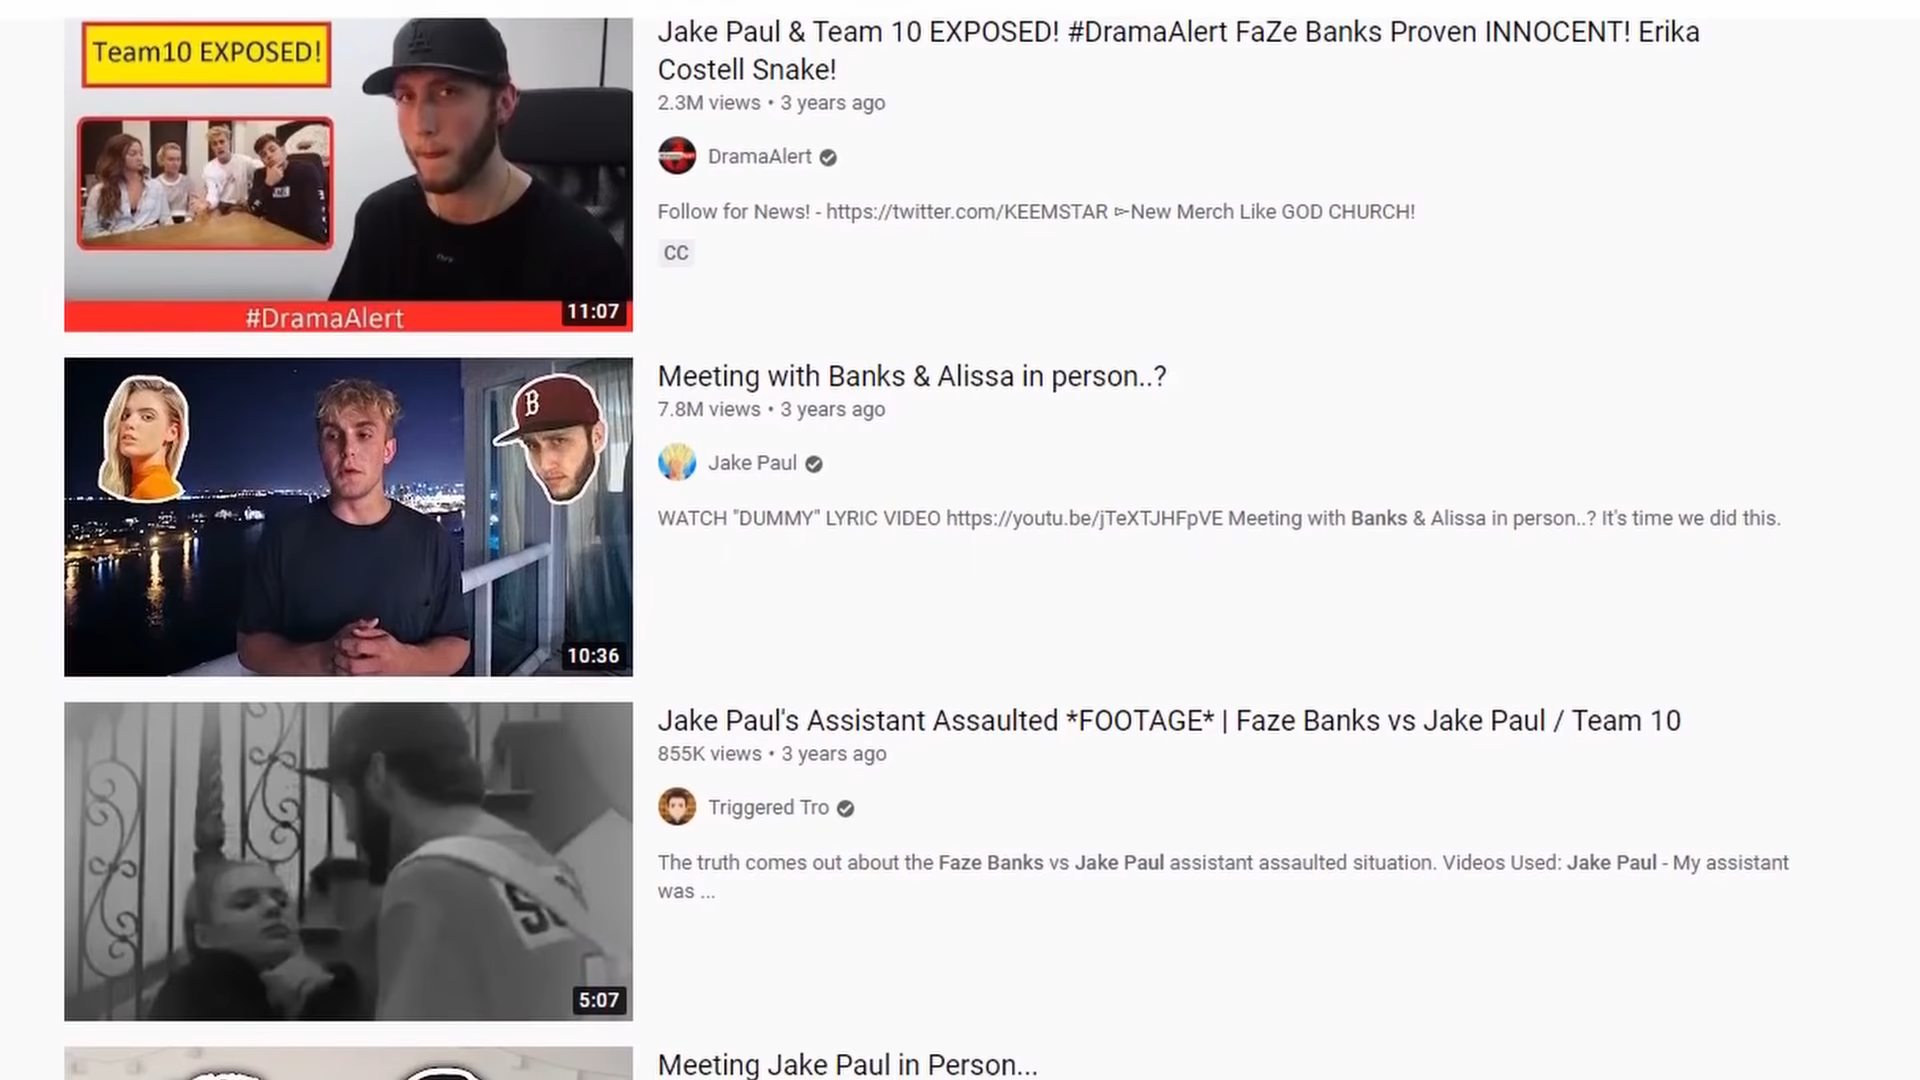 Team10 EXPOSED!
#DramaAlert
11:07
Jake Paul & Team 10 EXPOSED! #DramaAlert FaZe Banks Proven INNOCENT! Erika
Costell Snake!
2.3M views • 3 years ago
DramaAlert
Follow for News! - https://twitter.com/KEEMSTAR ▻New Merch Like GOD CHURCH!
CC
B
10:36
Meeting with Banks & Alissa in person..?
7.8M views • 3 years ago
Jake Paul
WATCH "DUMMY" LYRIC VIDEO https://youtu.be/jTeXTJHFpVE Meeting with Banks & Alissa in person..? It's time we did this.
5:07
Jake Paul's Assistant Assaulted *FOOTAGE* | Faze Banks vs Jake Paul / Team 10
855K views • 3 years ago
Triggered Tro
The truth comes out about the Faze Banks vs Jake Paul assistant assaulted situation. Videos Used: Jake Paul - My assistant
was ...
Meeting Jake Paul in Person...